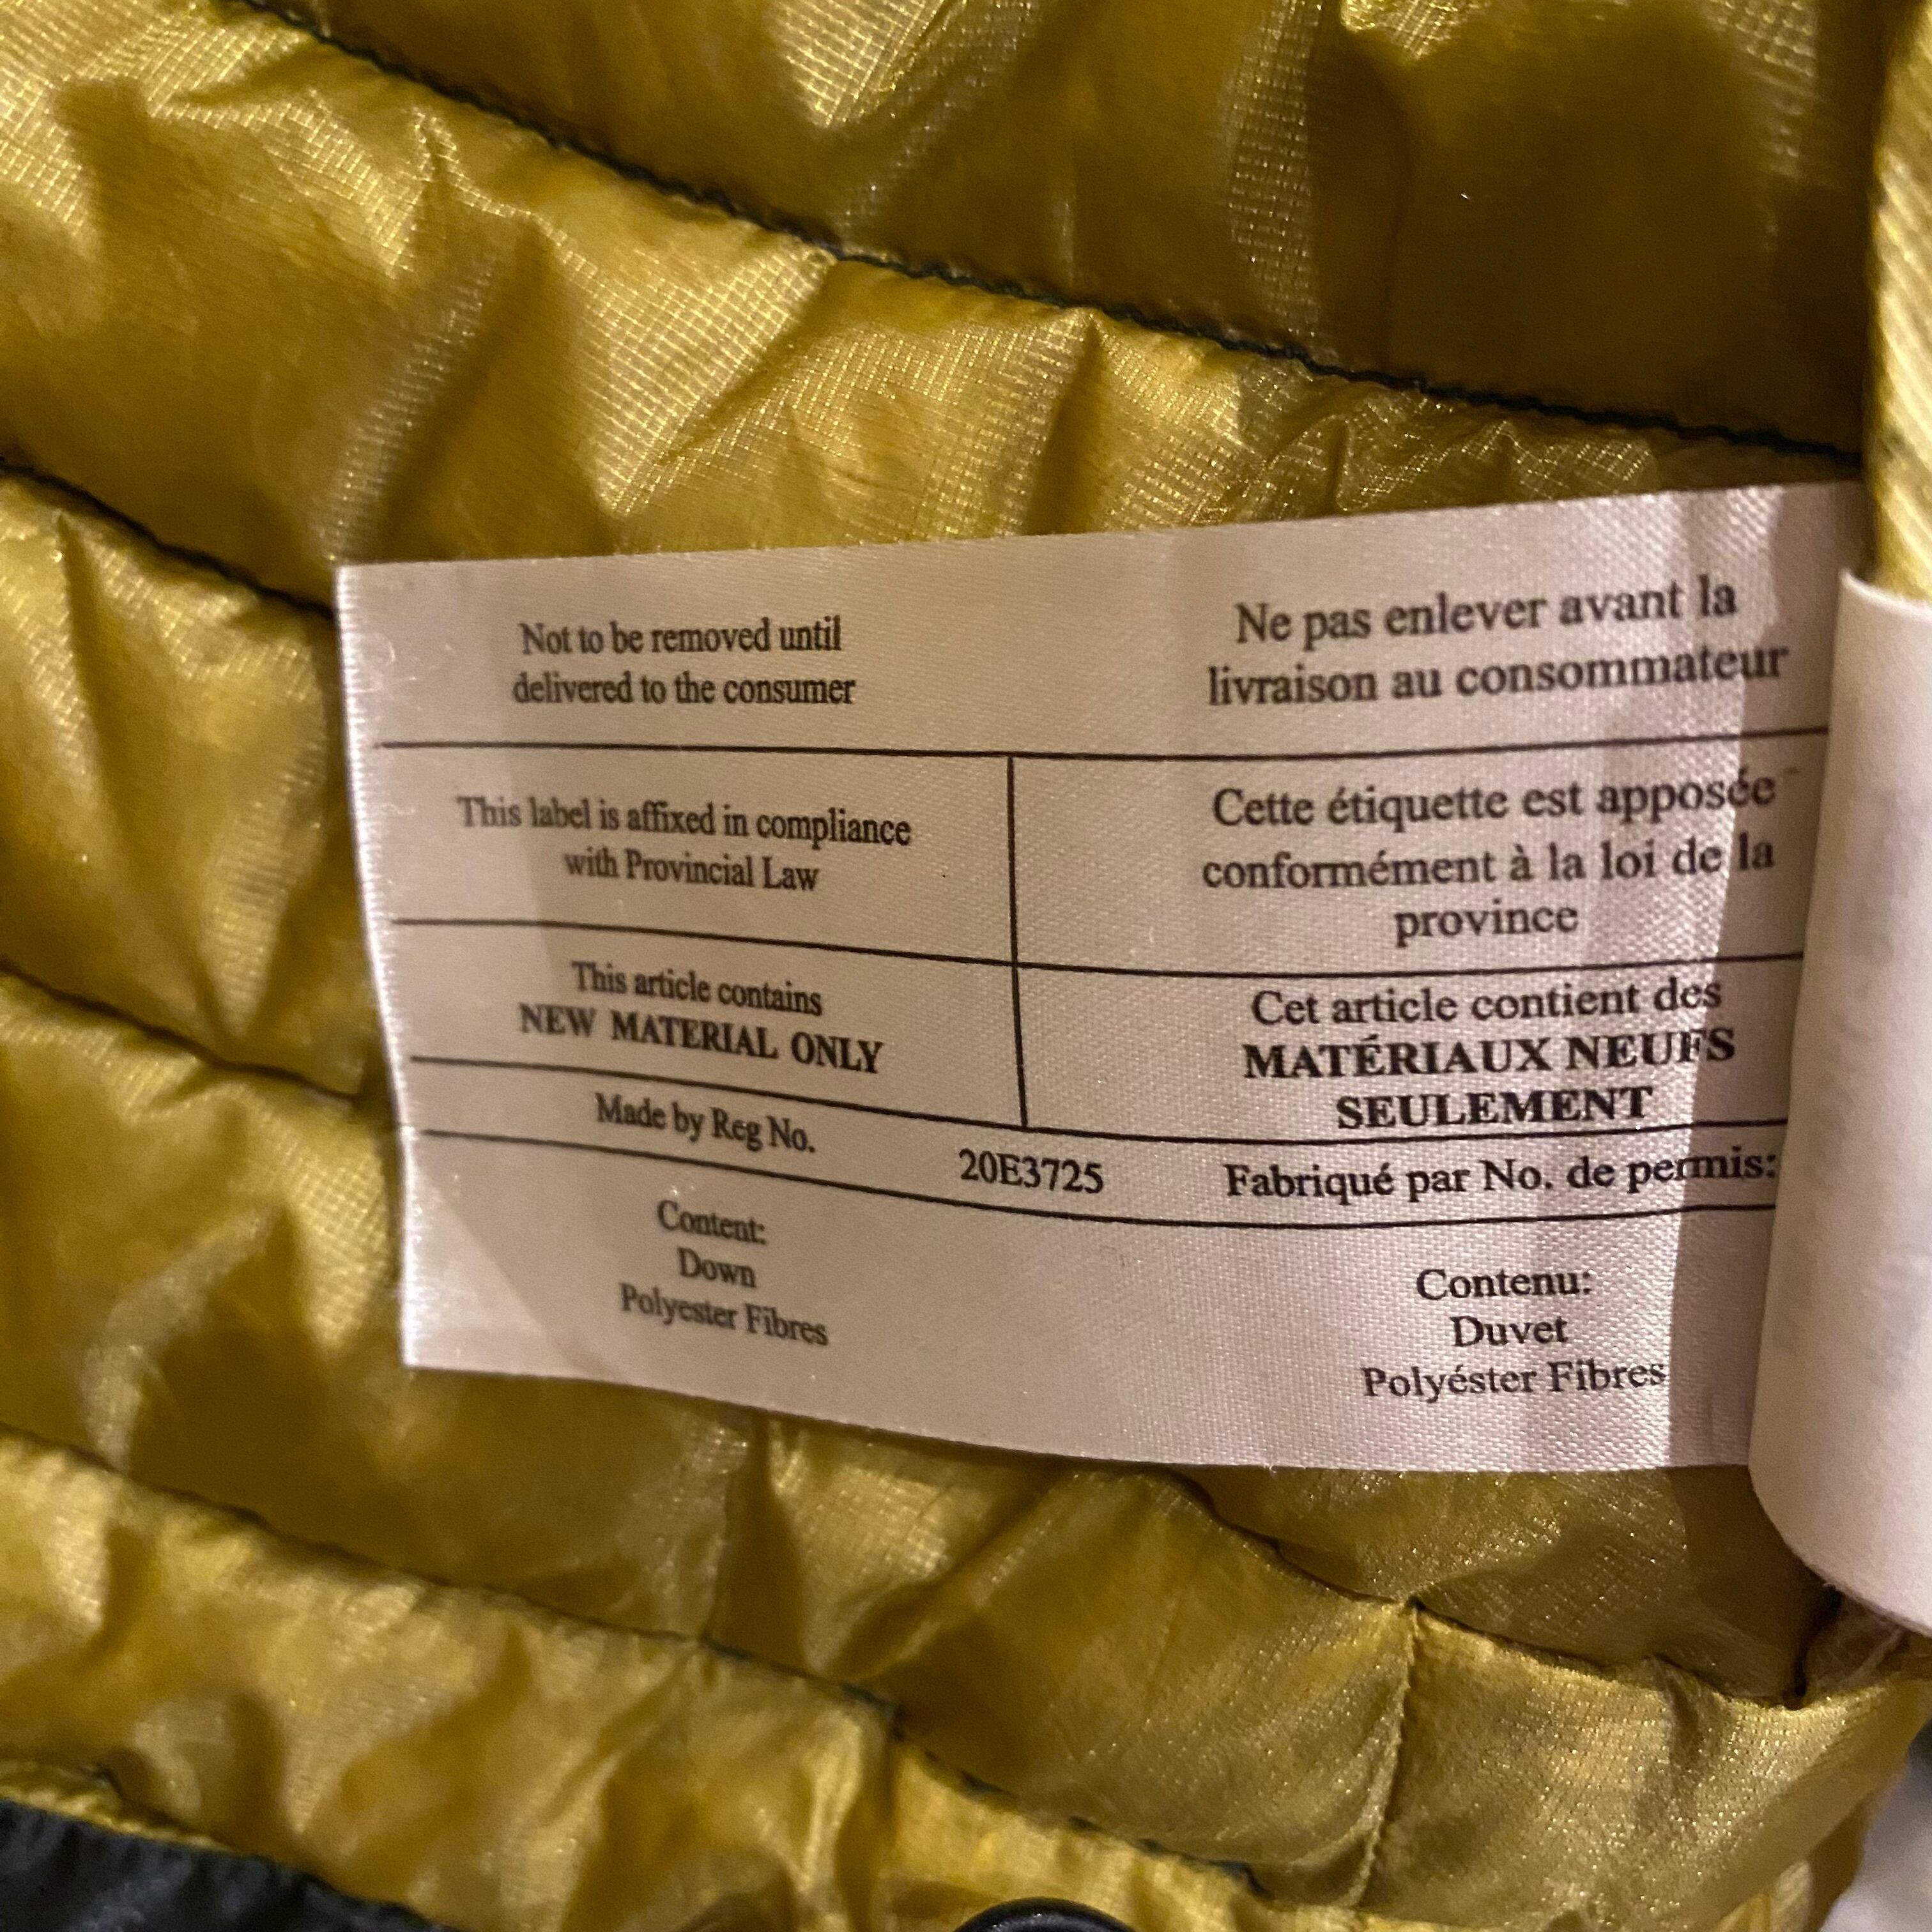 Not to be removed until
delivered to the consumer
Ne pas enlever avant la
livraison au consommateur
This label is affixed in compliance
with Provincial Law
Cette étiquette est apposée
conformément à la loi de la
province
This article contains
NEW MATERIAL ONLY
Cet article contient des
MATÉRIAUX NEUFS
SEULEMENT
Made by Reg No. 20E3725 Fabriqué par No. de permis:
Content:
Down
Polyester Fibres
Contenu:
Duvet
Polyéster Fibres